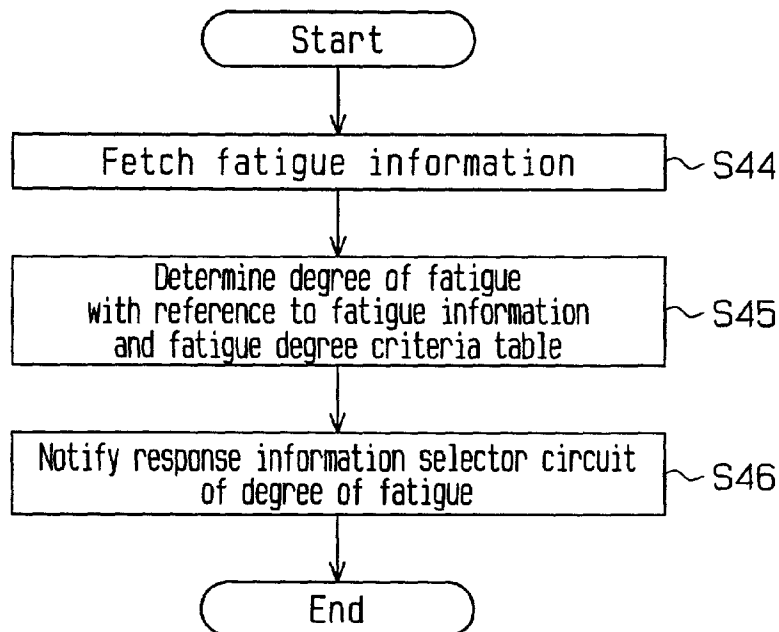 Start
Fetch fatigue information
S44
Determine degree of fatigue
with reference to fatigue information
and fatigue degree criteria table
S45
Notify response information selector circuit
of degree of fatigue
S46
End